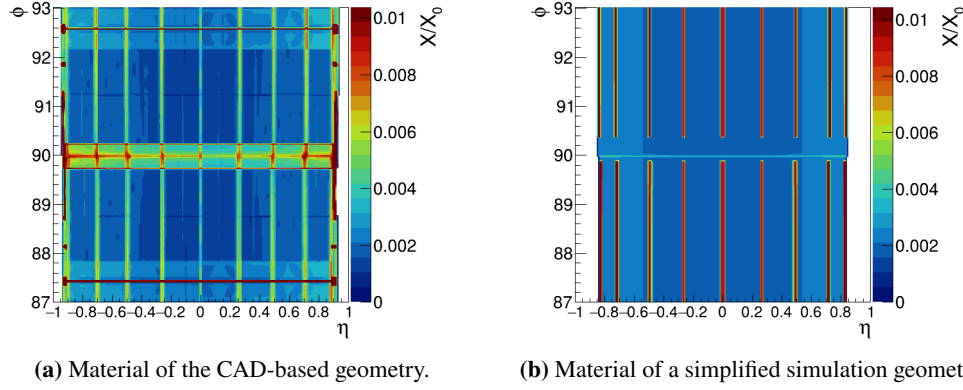 φ 93 92 91 90 89 88 87
−1 −0.8 −0.6 −0.4 −0.2 0 0.2 0.4 0.6 0.8 1
η
0.01 0.008 0.006 0.004 0.002 0
X/X₀
φ 93 92 91 90 89 88 87
−1 −0.8 −0.6 −0.4 −0.2 0 0.2 0.4 0.6 0.8 1
η
0.01 0.008 0.006 0.004 0.002 0
X/X₀
(a) Material of the CAD-based geometry.
(b) Material of a simplified simulation geomet